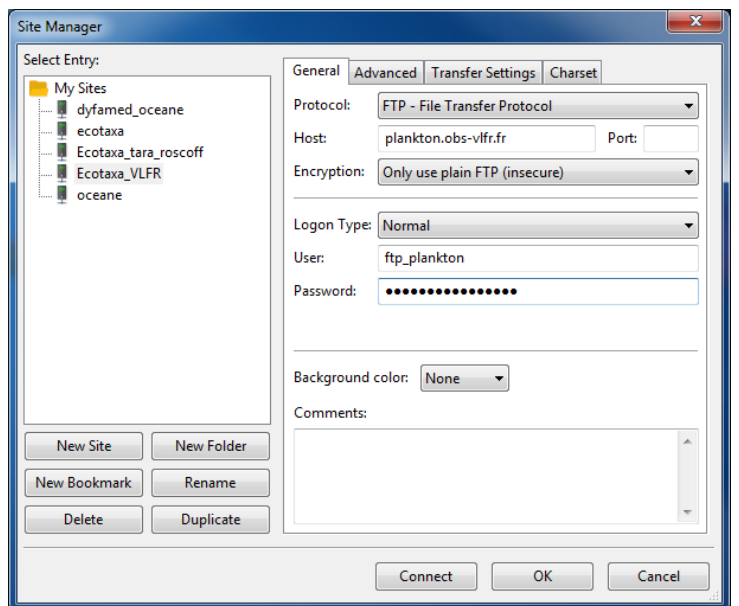 Site Manager
Select Entry:
My Sites
dyfamed_oceane
ecotaxa
Ecotaxa_tara_roscoff
Ecotaxa_VLFR
oceane
New Site New Folder
New Bookmark Rename
Delete Duplicate
General Advanced Transfer Settings Charset
Protocol: FTP - File Transfer Protocol
Host: plankton.obs-vlfr.fr Port:
Encryption: Only use plain FTP (insecure)
Logon Type: Normal
User: ftp_plankton
Password: ●●●●●●●●●●●●●●●●
Background color: None
Comments:
Connect OK Cancel